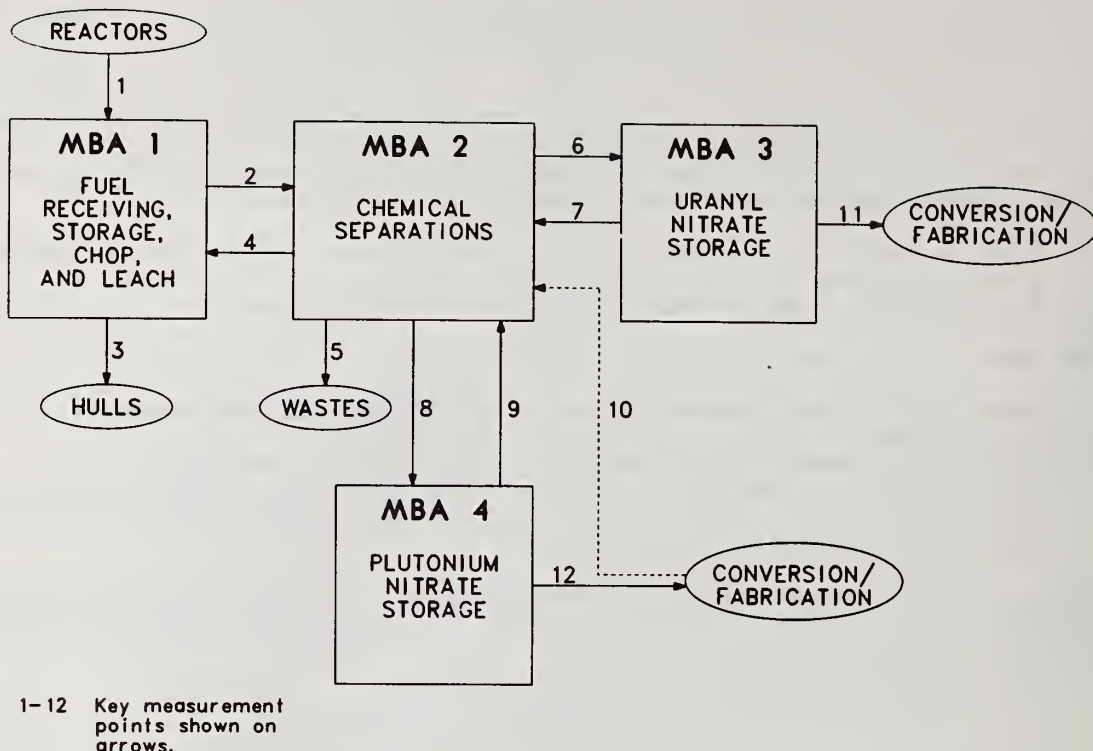 REACTORS
1
MBA 1
FUEL
RECEIVING,
STORAGE,
CHOP,
AND LEACH
2
4
3
HULLS
MBA 2
CHEMICAL
SEPARATIONS
5
WASTES
6
7
MBA 3
URANYL
NITRATE
STORAGE
11
CONVERSION/
FABRICATION
8
9
10
MBA 4
PLUTONIUM
NITRATE
STORAGE
12
CONVERSION/
FABRICATION
1-12 Key measurement
points shown on
arrows.